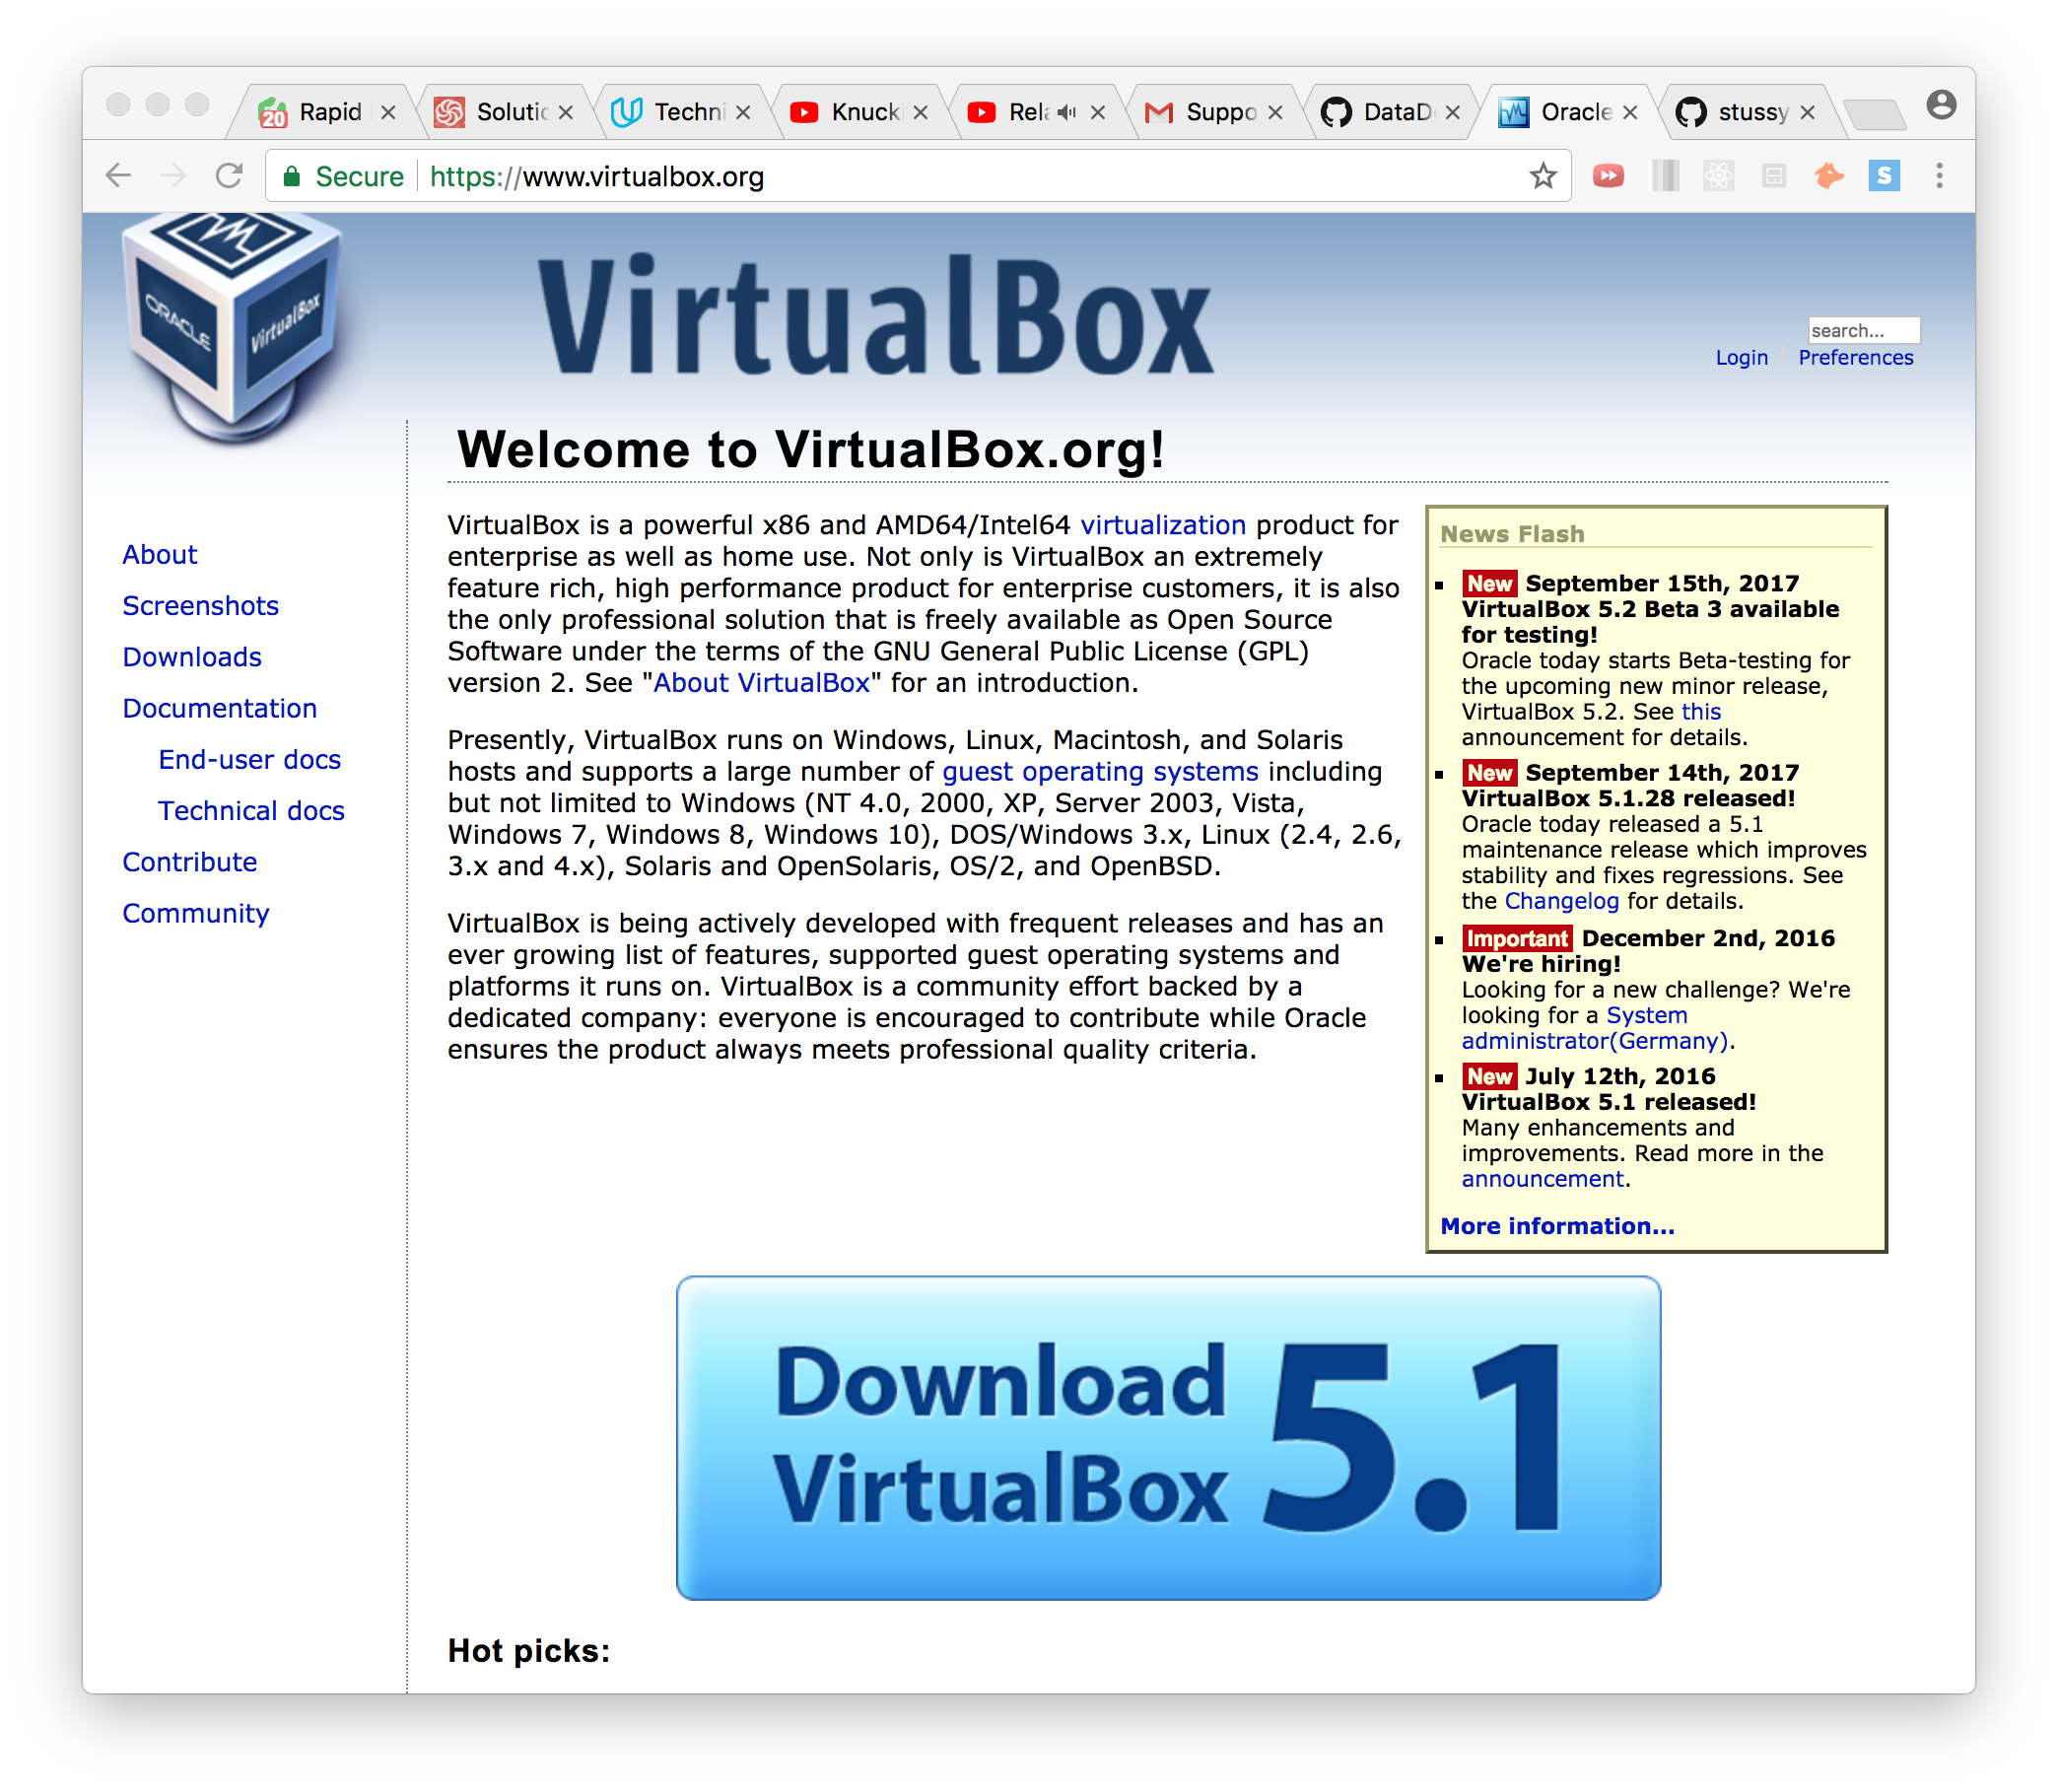 20 Rapid
Solutio
Techni
Knuck
Rela
Suppo
DataD
Oracle
stussy
Secure https://www.virtualbox.org
S
ORACLE
VirtualBox
VirtualBox
search...
Login Preferences
Welcome to VirtualBox.org!
About
Screenshots
Downloads
Documentation
End-user docs
Technical docs
Contribute
Community
VirtualBox is a powerful x86 and AMD64/Intel64 virtualization product for
enterprise as well as home use. Not only is VirtualBox an extremely
feature rich, high performance product for enterprise customers, it is also
the only professional solution that is freely available as Open Source
Software under the terms of the GNU General Public License (GPL)
version 2. See "About VirtualBox" for an introduction.
Presently, VirtualBox runs on Windows, Linux, Macintosh, and Solaris
hosts and supports a large number of guest operating systems including
but not limited to Windows (NT 4.0, 2000, XP, Server 2003, Vista,
Windows 7, Windows 8, Windows 10), DOS/Windows 3.x, Linux (2.4, 2.6,
3.x and 4.x), Solaris and OpenSolaris, OS/2, and OpenBSD.
VirtualBox is being actively developed with frequent releases and has an
ever growing list of features, supported guest operating systems and
platforms it runs on. VirtualBox is a community effort backed by a
dedicated company: everyone is encouraged to contribute while Oracle
ensures the product always meets professional quality criteria.
News Flash
New September 15th, 2017
VirtualBox 5.2 Beta 3 available
for testing!
Oracle today starts Beta-testing for
the upcoming new minor release,
VirtualBox 5.2. See this
announcement for details.
New September 14th, 2017
VirtualBox 5.1.28 released!
Oracle today released a 5.1
maintenance release which improves
stability and fixes regressions. See
the Changelog for details.
Important December 2nd, 2016
We're hiring!
Looking for a new challenge? We're
looking for a System
administrator(Germany).
New July 12th, 2016
VirtualBox 5.1 released!
Many enhancements and
improvements. Read more in the
announcement.
More information...
Download
VirtualBox 5.1
Hot picks: